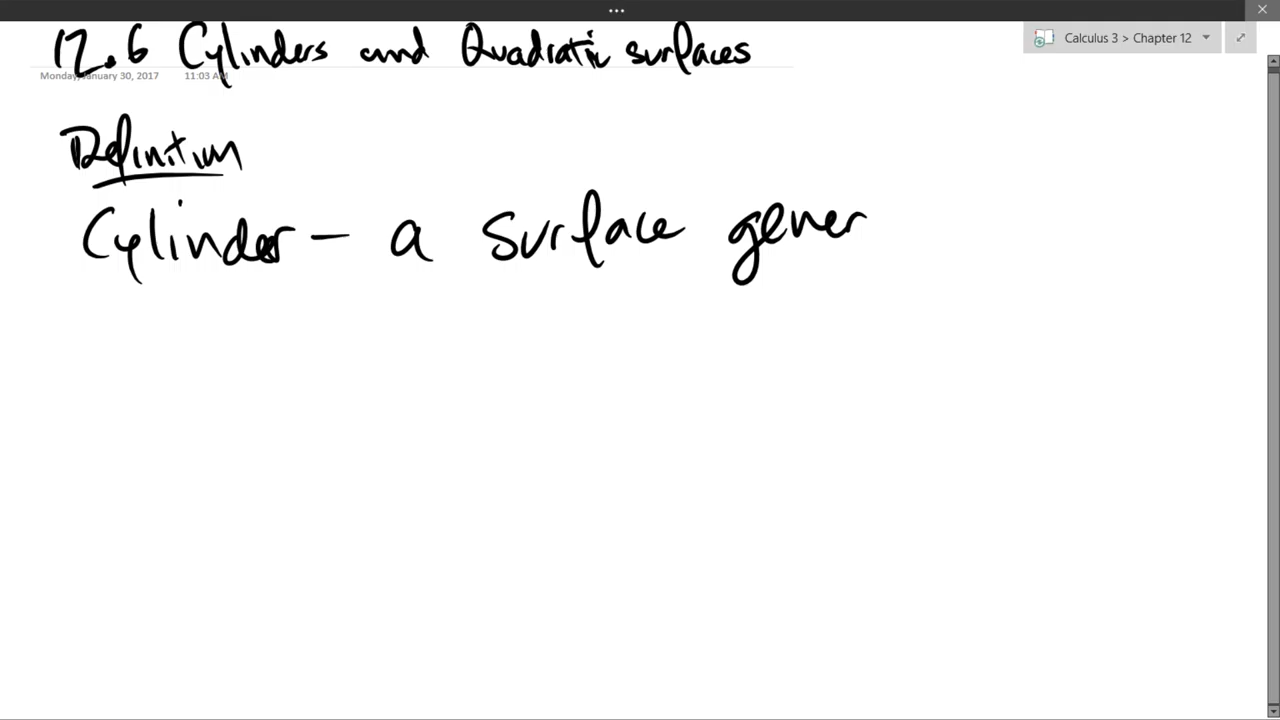 12.6 Cylinders and Quadratic surfaces
Calculus 3 > Chapter 12
Monday, January 30, 2017 11:03 AM
Definition
Cylinder - a surface gener